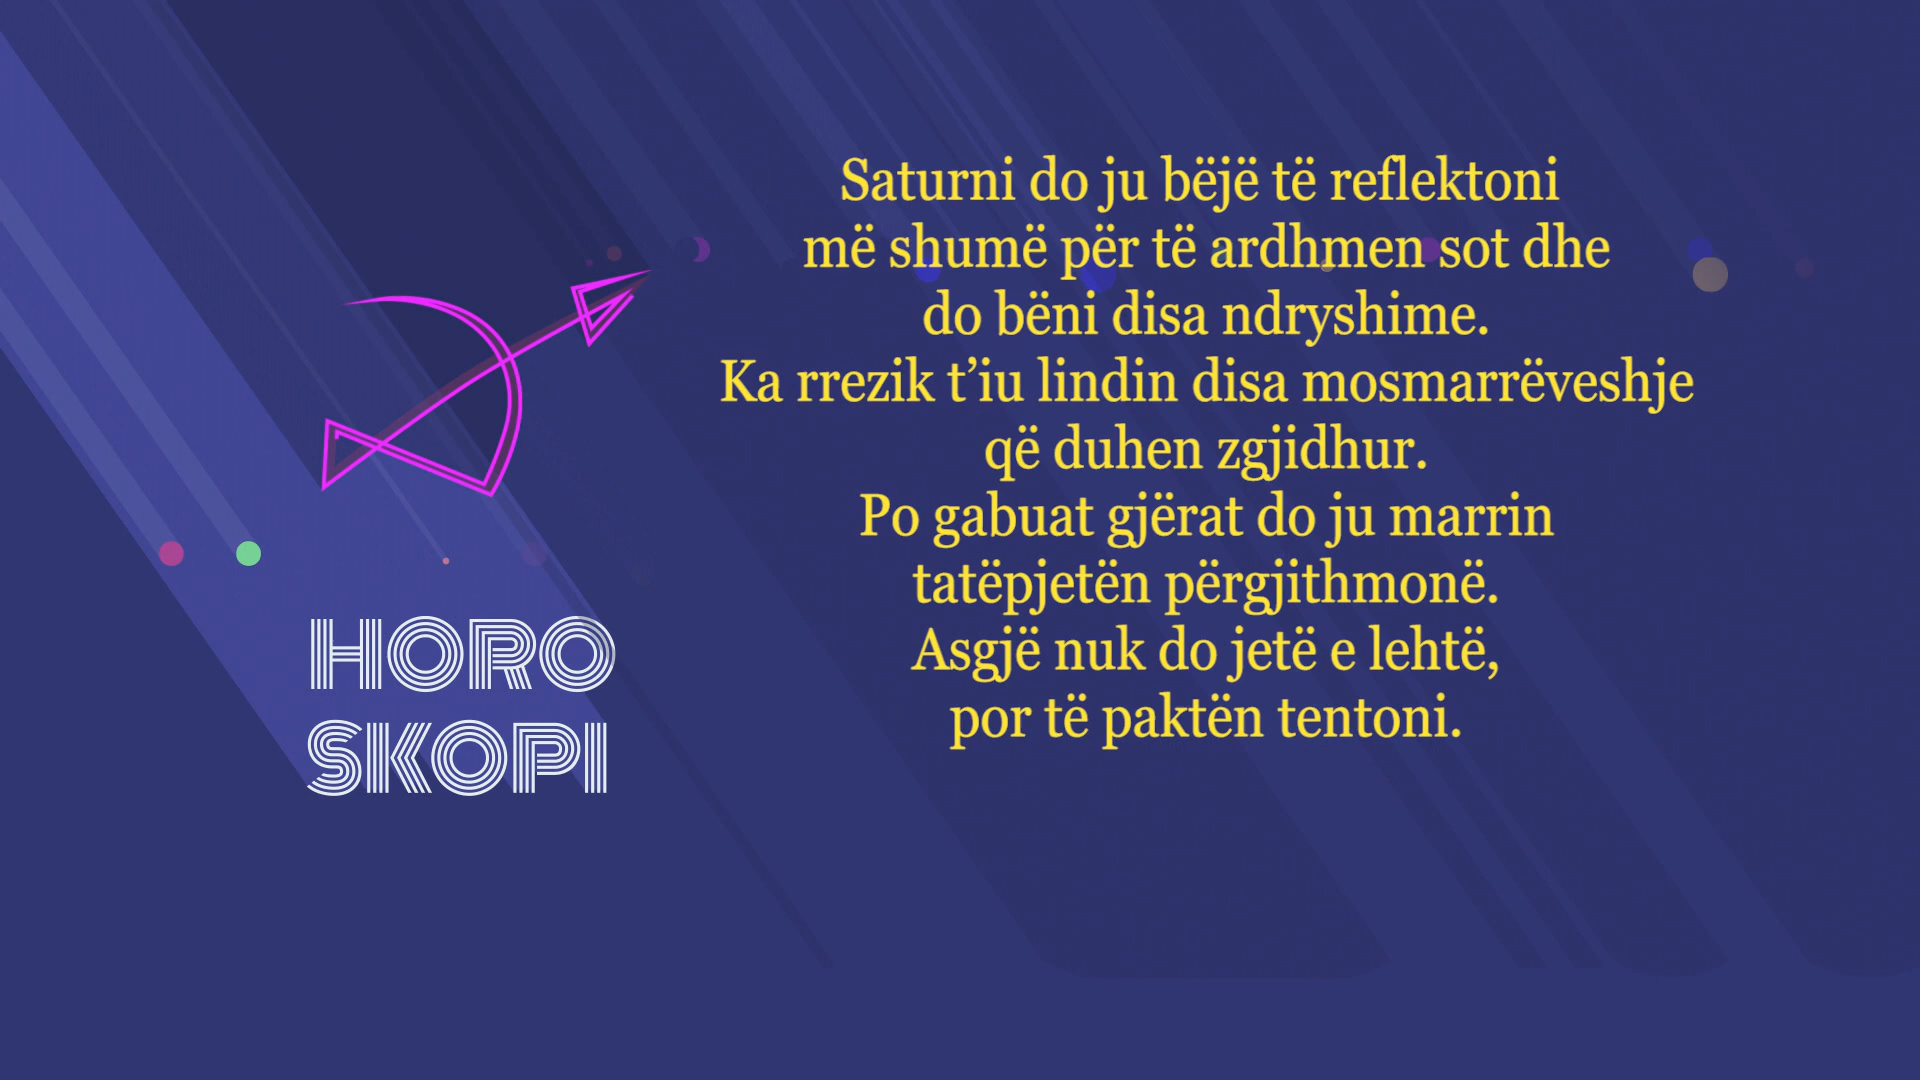 HORO
SKOPI
Saturni do ju bëjë të reflektoni
më shumë për të ardhmen sot dhe
do bëni disa ndryshime.
Ka rrezik t’iu lindin disa mosmarrëveshje
që duhen zgjidhur.
Po gabuat gjërat do ju marrin
tatëpjetën përgjithmonë.
Asgjë nuk do jetë e lehtë,
por të paktën tentoni.